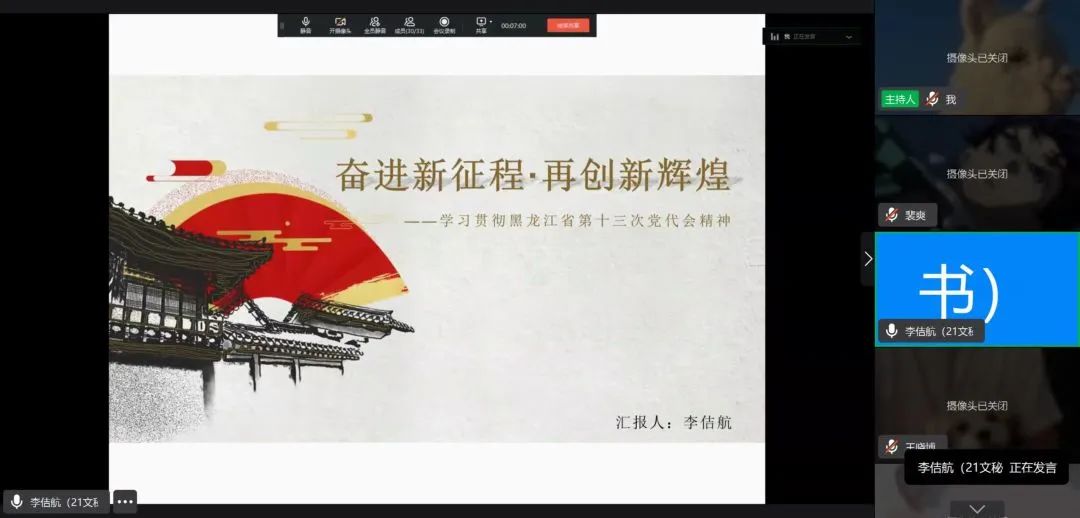 静音
开摄像头
全员静音
成员(30/33)
会议录制
共享
00:07:00
结束共享
我 正在发言
奋进新征程·再创新辉煌
——学习贯彻黑龙江省第十三次党代会精神
汇报人：李佶航
摄像头已关闭
主持人 我
摄像头已关闭
裴爽
书）
李佶航（21文秘
摄像头已关闭
王晓博
李佶航（21文秘 正在发言
李佶航（21文秘